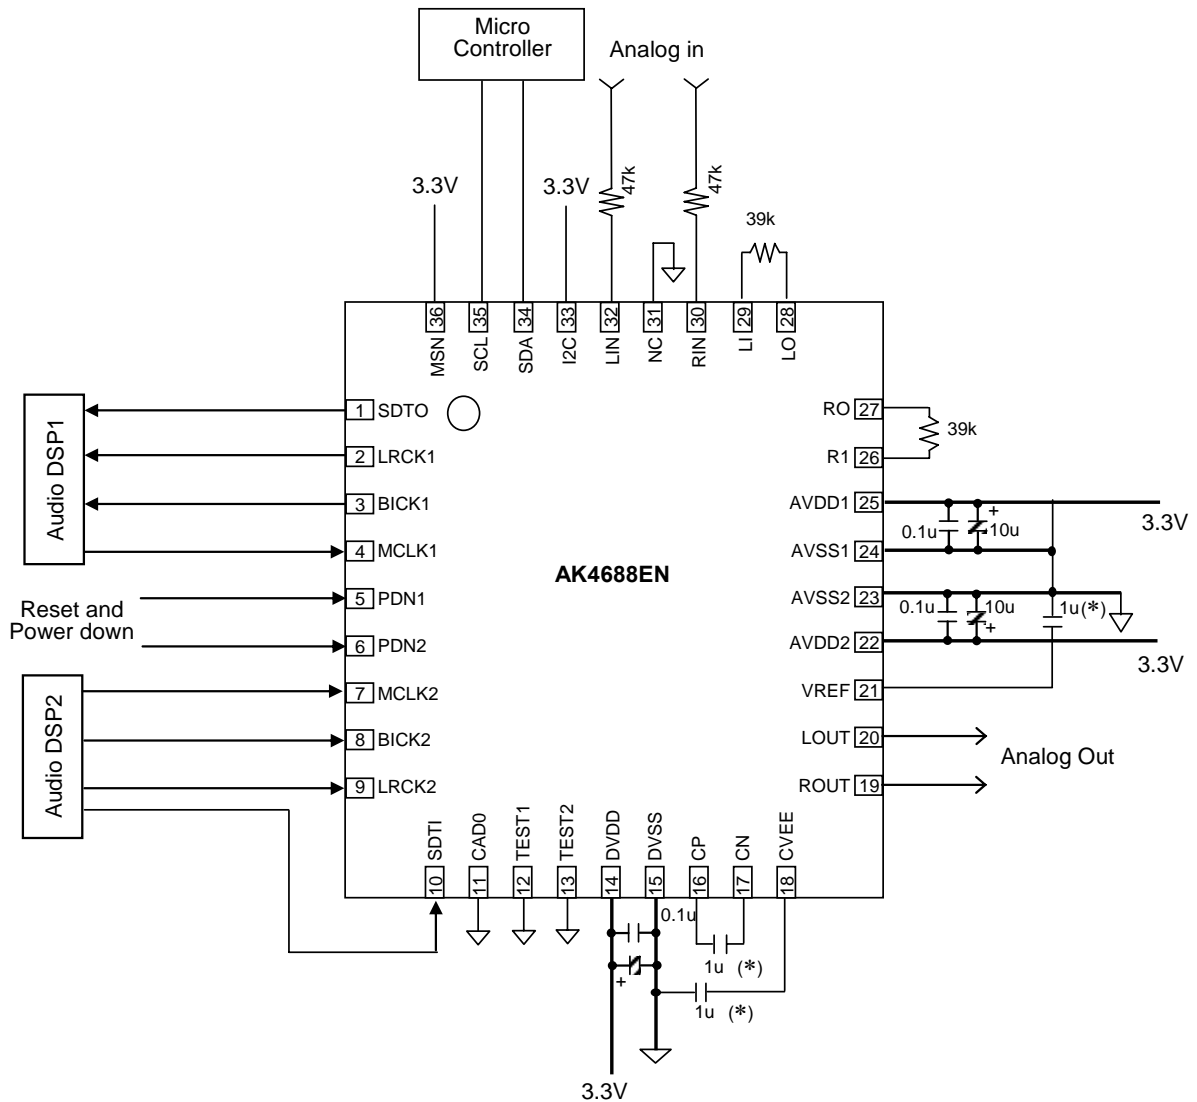 Micro
Controller
Analog in
3.3V
3.3V
47k
47k
39k
36
35
34
33
32
31
30
29
28
MSN
SCL
SDA
I2C
LIN
NC
RIN
LI
LO
Audio DSP1
1 SDTO
2 LRCK1
3 BICK1
4 MCLK1
Reset and
Power down
5 PDN1
6 PDN2
Audio DSP2
7 MCLK2
8 BICK2
9 LRCK2
AK4688EN
RO 27
R1 26
39k
AVDD1 25
3.3V
0.1u
+
10u
AVSS1 24
AVSS2 23
0.1u
10u
+
1u(*)
AVDD2 22
3.3V
VREF 21
LOUT 20
Analog Out
ROUT 19
SDTI
CAD0
TEST1
TEST2
DVDD
DVSS
CP
CN
CVEE
10
11
12
13
14
15
16
17
18
0.1u
+
1u (*)
1u (*)
3.3V